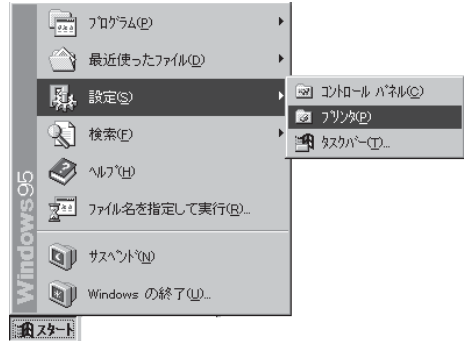 ﾌﾟﾛｸﾞﾗﾑ(P)
最近使ったﾌｧｲﾙ(D)
設定(S)
ｺﾝﾄﾛｰﾙ ﾊﾟﾈﾙ(C)
ﾌﾟﾘﾝﾀ(P)
ﾀｽｸﾊﾞｰ(T)...
検索(F)
ﾍﾙﾌﾟ(H)
ﾌｧｲﾙ名を指定して実行(R)...
ｻｽﾍﾟﾝﾄﾞ(N)
Windows の終了(U)...
Windows95
ｽﾀｰﾄ